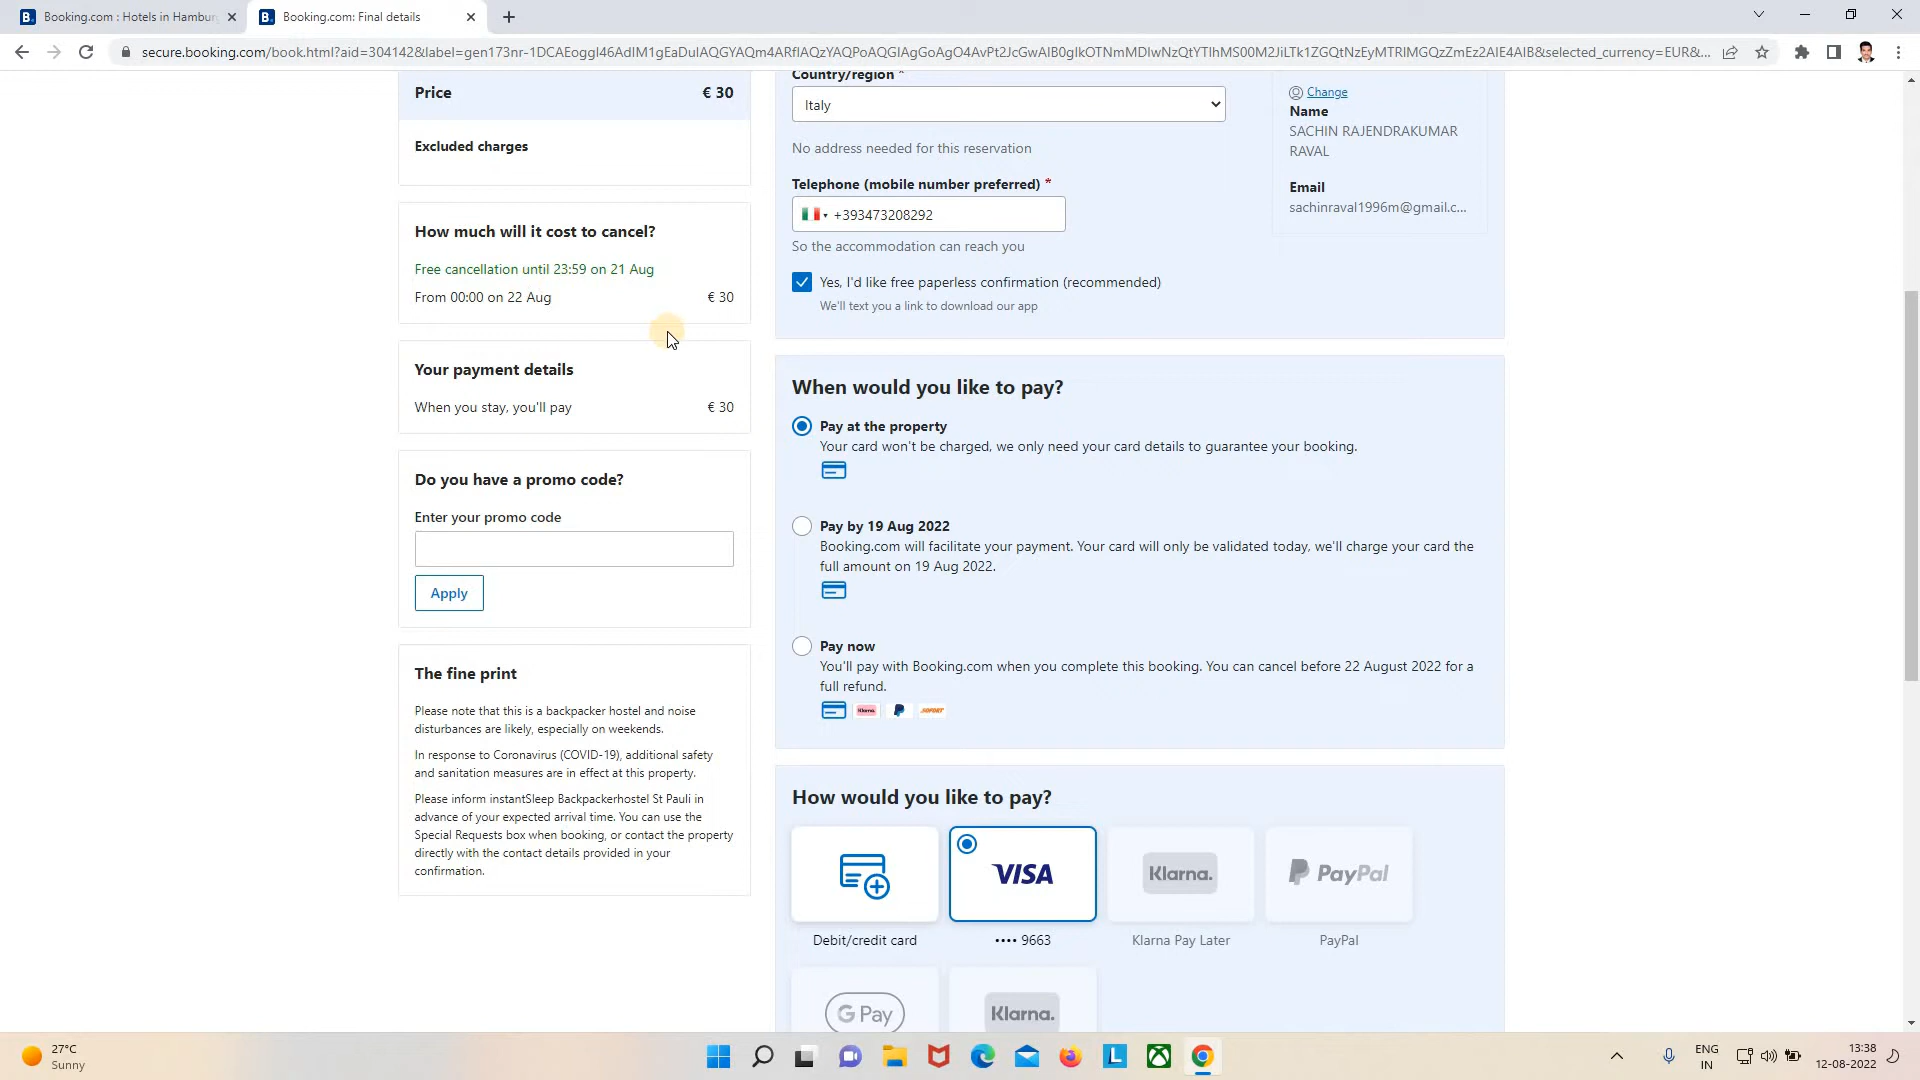 Booking.com : Hotels in Hambur
Booking.com: Final details
secure.booking.com/book.html?aid=304142&label=gen173nr-1DCAEoggI46AdIM1gEaDuIAQGYAQm4ARfIAQzYAQPoAQGIAgGoAgO4AvPt2JcGwAIB0gIkOTNmMDIwNzQtYTlhMS00M2JiLTk1ZGQtNzEyMTRlMGQzZmEz2AIE4AIB&selected_currency=EUR&...
Price
€ 30
Excluded charges
How much will it cost to cancel?
Free cancellation until 23:59 on 21 Aug
From 00:00 on 22 Aug
€ 30
Your payment details
When you stay, you'll pay
€ 30
Do you have a promo code?
Enter your promo code
Apply
The fine print
Please note that this is a backpacker hostel and noise
disturbances are likely, especially on weekends.
In response to Coronavirus (COVID-19), additional safety
and sanitation measures are in effect at this property.
Please inform instantSleep Backpackerhostel St Pauli in
advance of your expected arrival time. You can use the
Special Requests box when booking, or contact the property
directly with the contact details provided in your
confirmation.
Country/region *
Italy
No address needed for this reservation
Telephone (mobile number preferred) *
+393473208292
So the accommodation can reach you
Yes, I'd like free paperless confirmation (recommended)
We'll text you a link to download our app
Change
Name
SACHIN RAJENDRAKUMAR
RAVAL
Email
sachinraval1996m@gmail.c...
When would you like to pay?
Pay at the property
Your card won't be charged, we only need your card details to guarantee your booking.
Pay by 19 Aug 2022
Booking.com will facilitate your payment. Your card will only be validated today, we'll charge your card the
full amount on 19 Aug 2022.
Pay now
You'll pay with Booking.com when you complete this booking. You can cancel before 22 August 2022 for a
full refund.
Klarna.
SOFORT
How would you like to pay?
VISA
Klarna.
PayPal
Debit/credit card
•••• 9663
Klarna Pay Later
PayPal
G Pay
Klarna.
27°C
Sunny
ENG
IN
13:38
12-08-2022